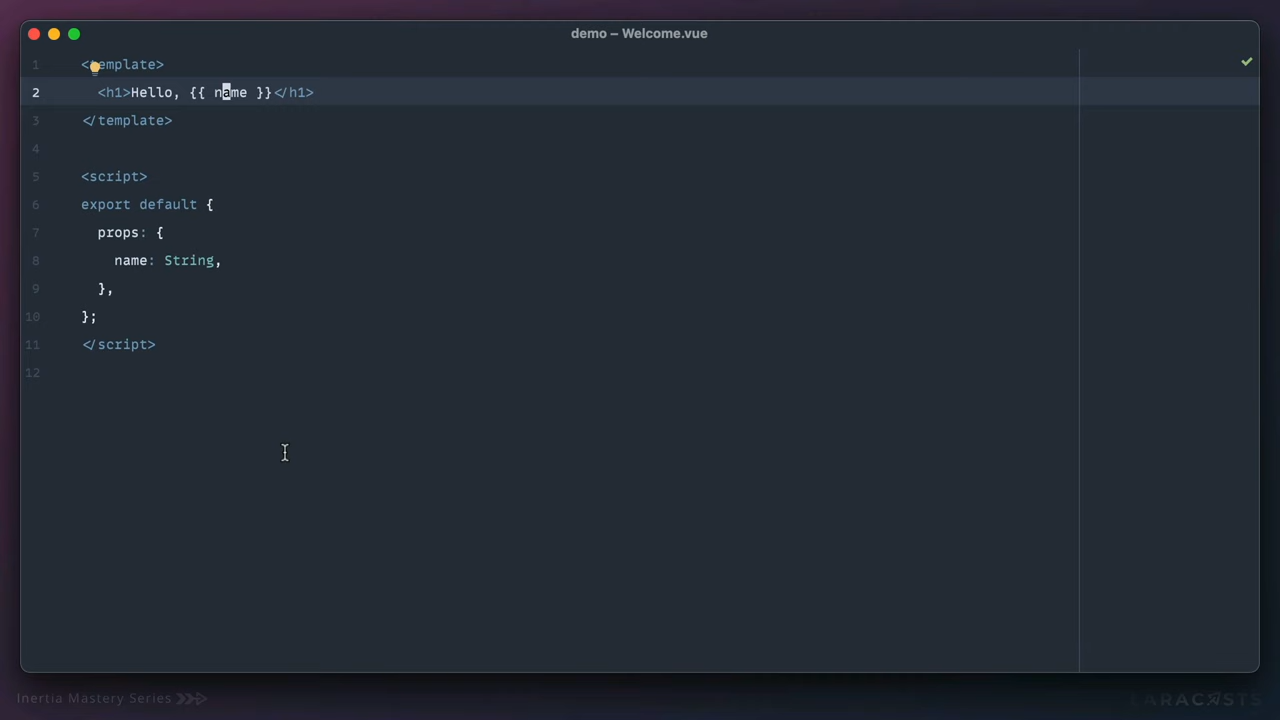 demo – Welcome.vue
1 <template>
2 <h1>Hello, {{ name }}</h1>
3 </template>
4
5 <script>
6 export default {
7 props: {
8 name: String,
9 },
10 };
11 </script>
12
Inertia Mastery Series
LARACASTS